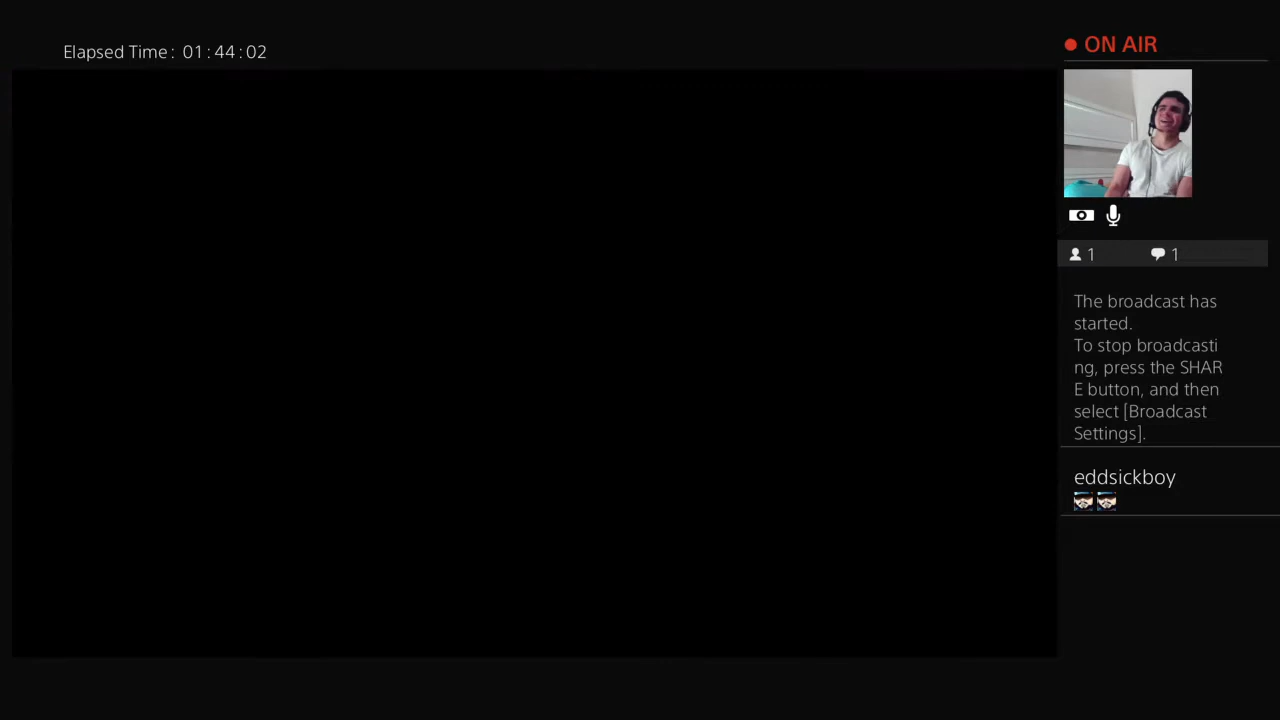 Elapsed Time: 01:44:02
ON AIR
1 1
The broadcast has
started.
To stop broadcasti
ng, press the SHAR
E button, and then
select [Broadcast
Settings].
eddsickboy